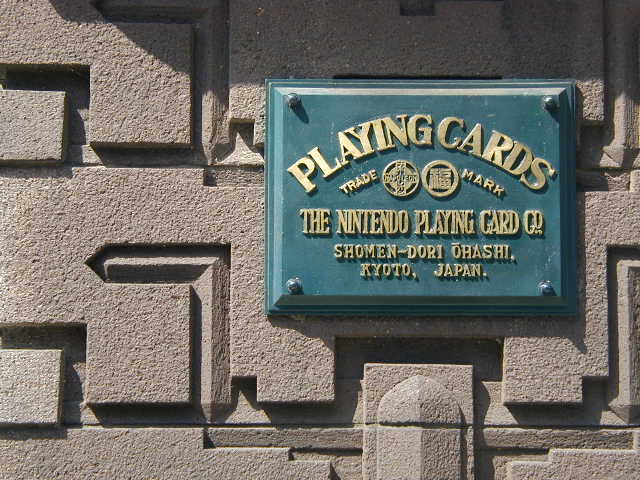 PLAYING CARDS
TRADE MARK
THE NINTENDO PLAYING CARD CO.
SHOMEN-DORI ŌHASHI,
KYOTO, JAPAN.